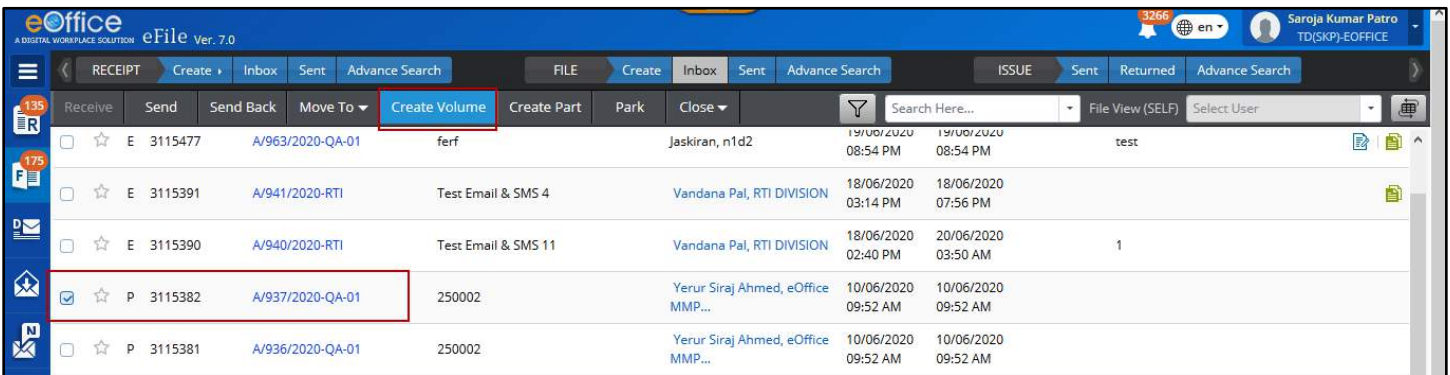 eOffice
A DIGITAL WORKPLACE SOLUTION eFile Ver. 7.0
3266 en Saroja Kumar Patro
TD(SKP)-EOFFICE
RECEIPT Create Inbox Sent Advance Search FILE Create Inbox Sent Advance Search ISSUE Sent Returned Advance Search
135 R Receive Send Send Back Move To Create Volume Create Part Park Close Search Here... File View (SELF) Select User
E 3115477 A/963/2020-QA-01 ferf Jaskiran, n1d2 19/06/2020 19/06/2020 test
08:54 PM 08:54 PM
175 F
E 3115391 A/941/2020-RTI Test Email & SMS 4 Vandana Pal, RTI DIVISION 18/06/2020 18/06/2020
03:14 PM 07:56 PM
D
E 3115390 A/940/2020-RTI Test Email & SMS 11 Vandana Pal, RTI DIVISION 18/06/2020 20/06/2020 1
02:40 PM 03:50 AM
P 3115382 A/937/2020-QA-01 250002 Yerur Siraj Ahmed, eOffice 10/06/2020 10/06/2020
MMP... 09:52 AM 09:52 AM
N
P 3115381 A/936/2020-QA-01 250002 Yerur Siraj Ahmed, eOffice 10/06/2020 10/06/2020
MMP... 09:52 AM 09:52 AM